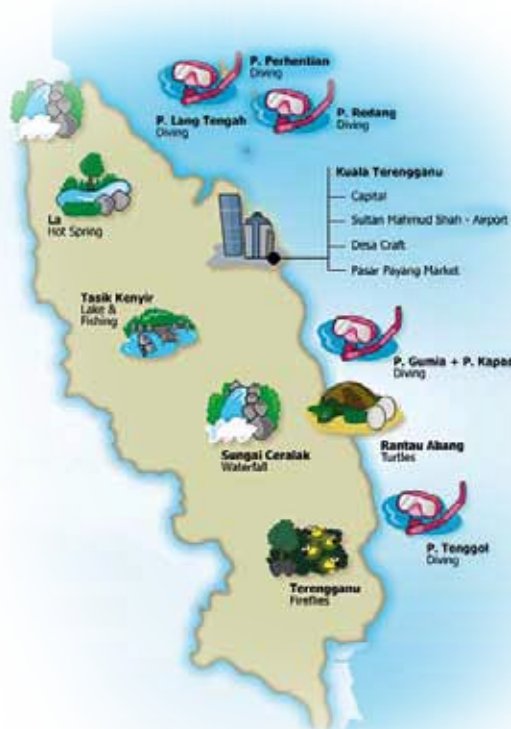 P. Perhentian
Diving
P. Lang Tengah
Diving
P. Redang
Diving
Kuala Terengganu
Capital
Sultan Mahmud Shah - Airport
Desa Craft
Pasar Payang Market
La
Hot Spring
Tasik Kenyir
Lake &
Fishing
P. Gumia + P. Kapas
Diving
Sungai Ceralak
Waterfall
Rantau Abang
Turtles
P. Tenggol
Diving
Terengganu
Fireflies